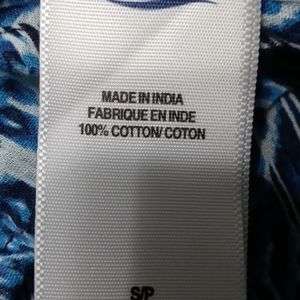 MADE IN INDIA
FABRIQUE EN INDE
100% COTTON/COTON
S/P